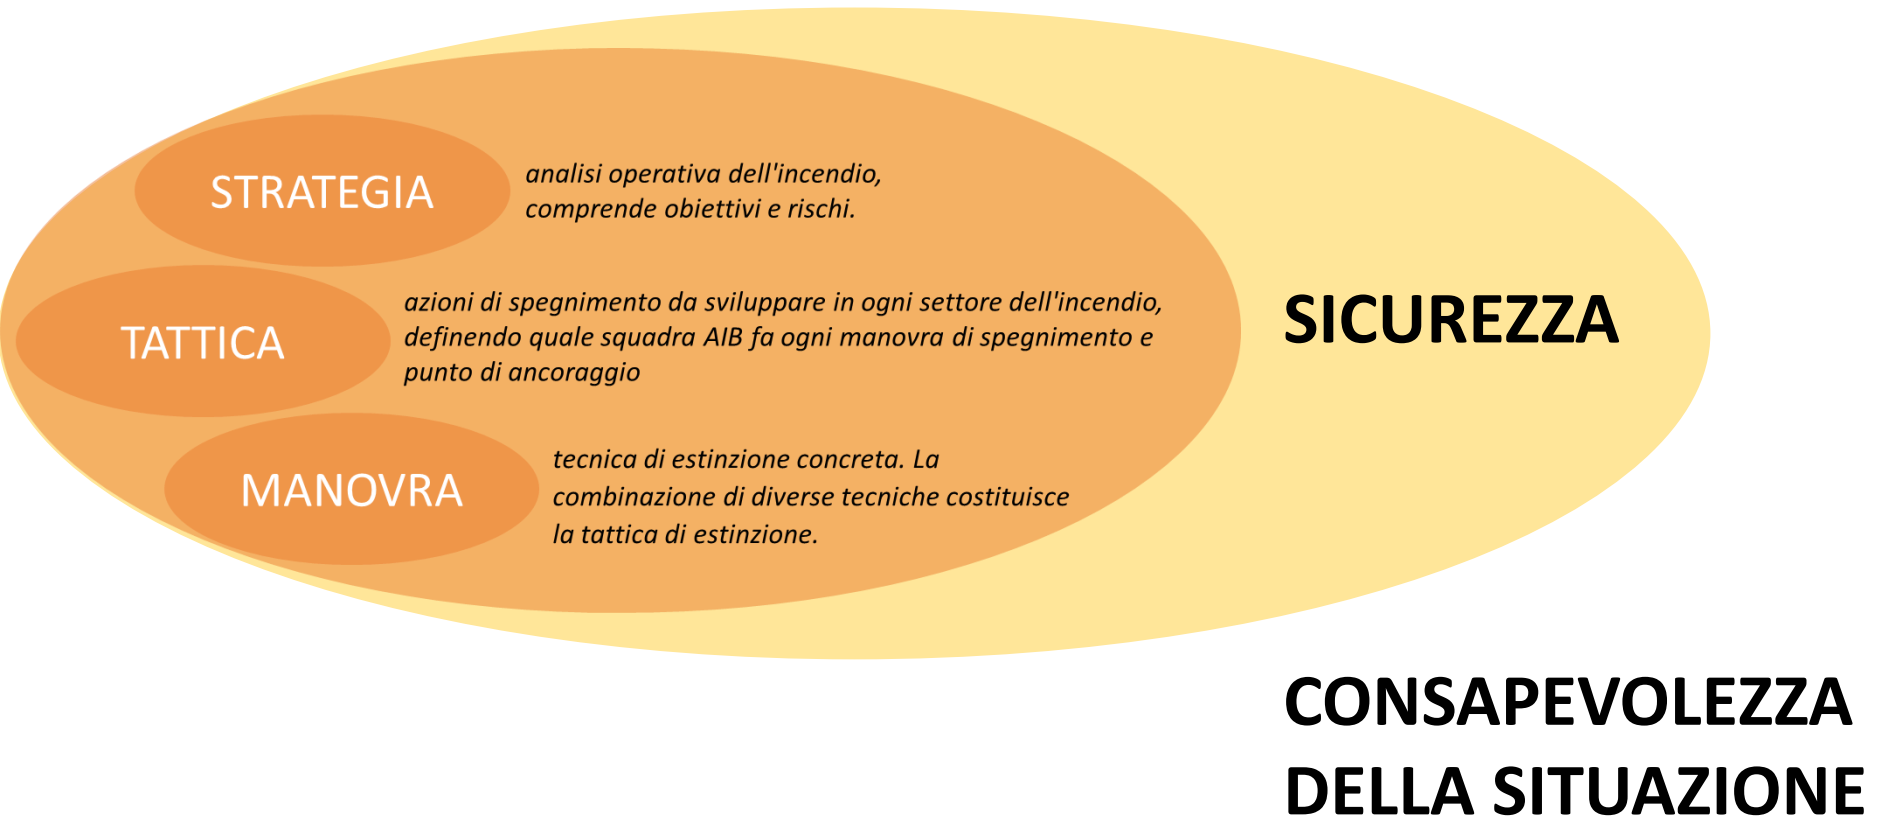 STRATEGIA
analisi operativa dell'incendio,
comprende obiettivi e rischi.
TATTICA
azioni di spegnimento da sviluppare in ogni settore dell'incendio,
definendo quale squadra AIB fa ogni manovra di spegnimento e
punto di ancoraggio
MANOVRA
tecnica di estinzione concreta. La
combinazione di diverse tecniche costituisce
la tattica di estinzione.
SICUREZZA
CONSAPEVOLEZZA
DELLA SITUAZIONE